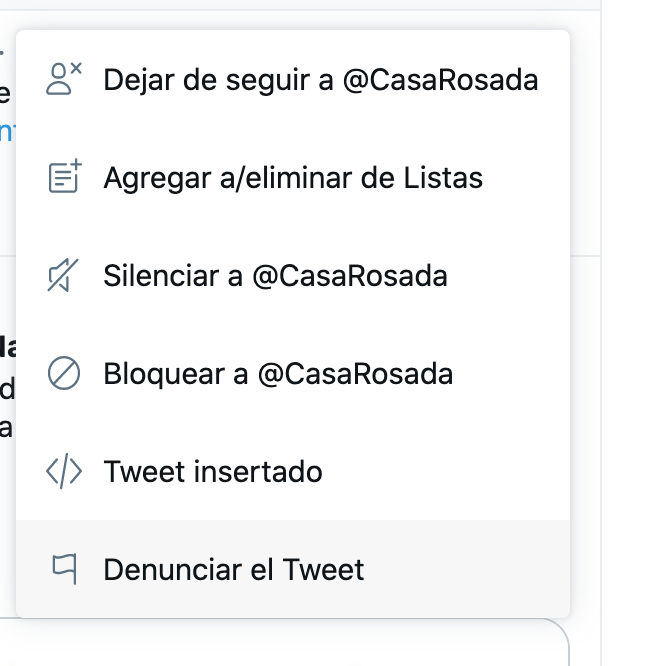 Dejar de seguir a @CasaRosada
Agregar a/eliminar de Listas
Silenciar a @CasaRosada
Bloquear a @CasaRosada
Tweet insertado
Denunciar el Tweet